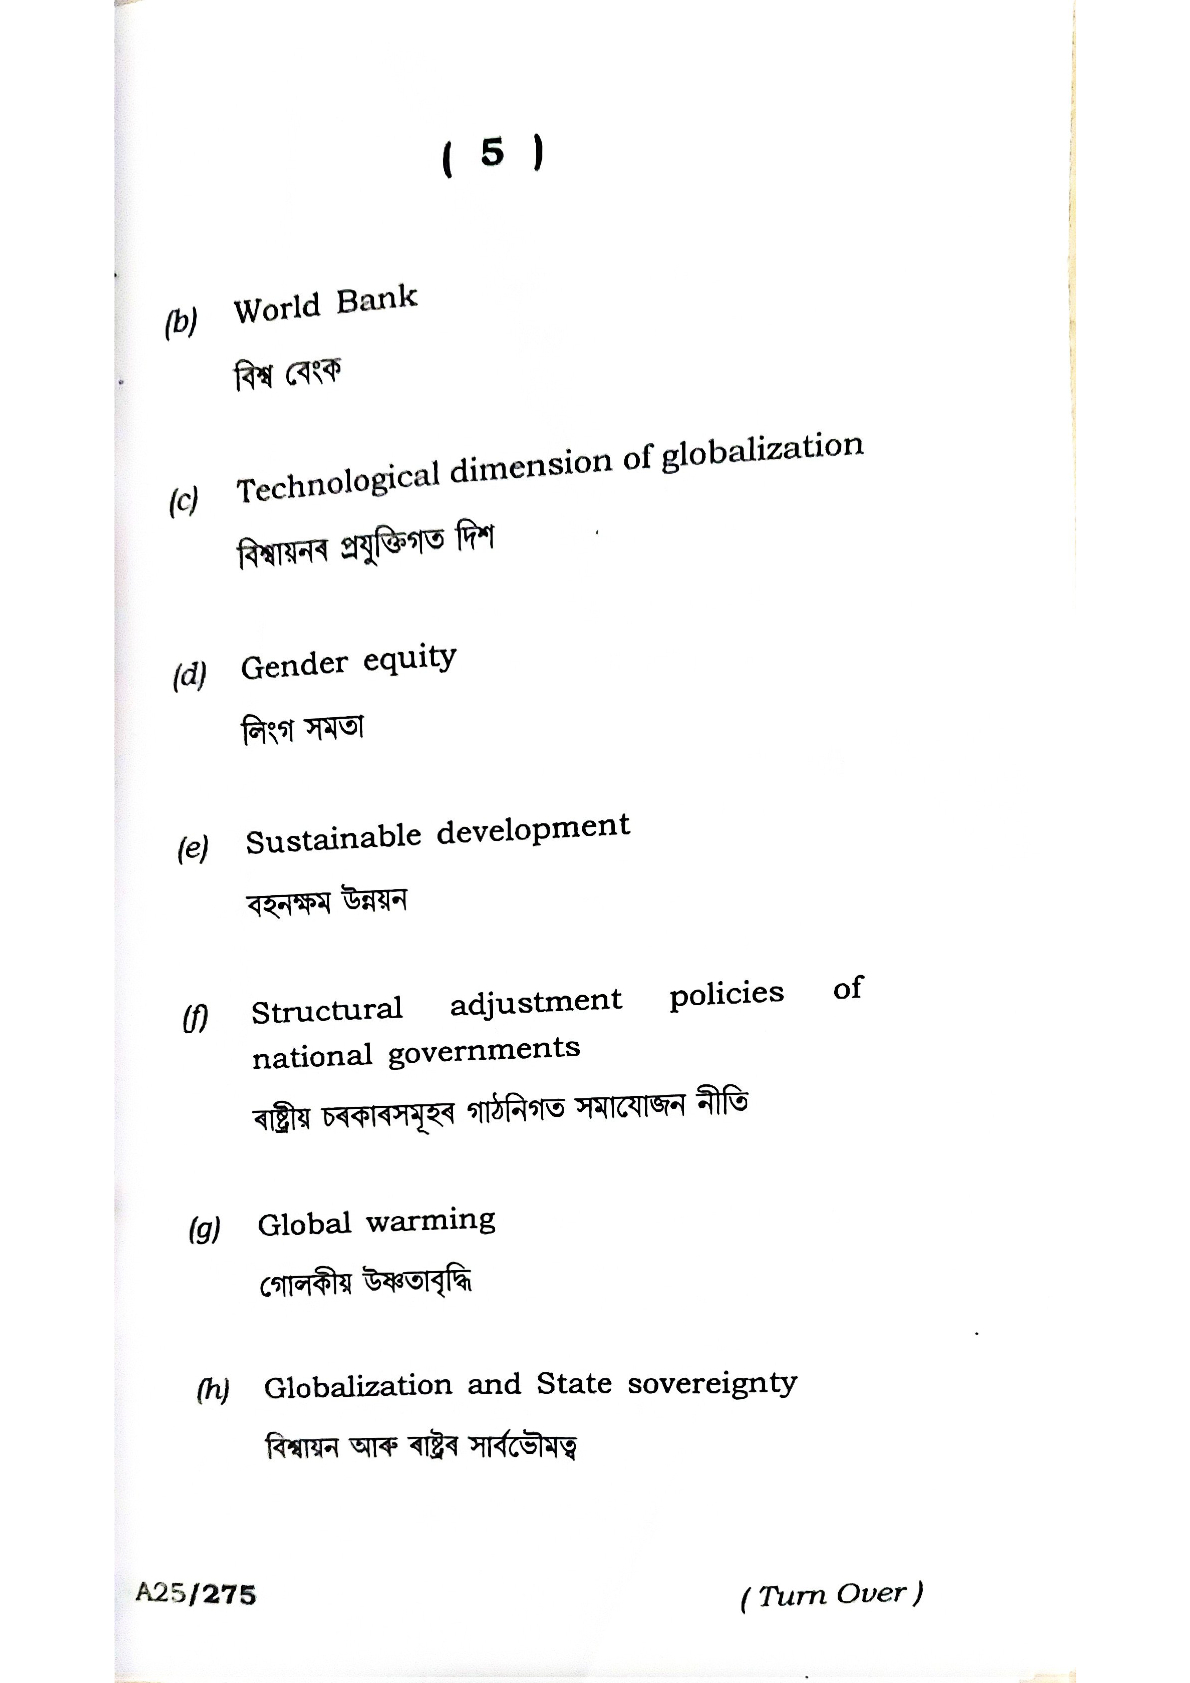 ( 5 )
(b) World Bank
বিশ্ব বেংক
(c) Technological dimension of globalization
বিশ্বায়নৰ প্ৰযুক্তিগত দিশ
(d) Gender equity
লিংগ সমতা
(e) Sustainable development
বহনক্ষম উন্নয়ন
(f) Structural adjustment policies of
national governments
ৰাষ্ট্ৰীয় চৰকাৰসমূহৰ গাঠনিগত সমাযোজন নীতি
(g) Global warming
গোলকীয় উষ্ণতাবৃদ্ধি
(h) Globalization and State sovereignty
বিশ্বায়ন আৰু ৰাষ্ট্ৰৰ সাৰ্বভৌমত্ব
A25/275 ( Turn Over )